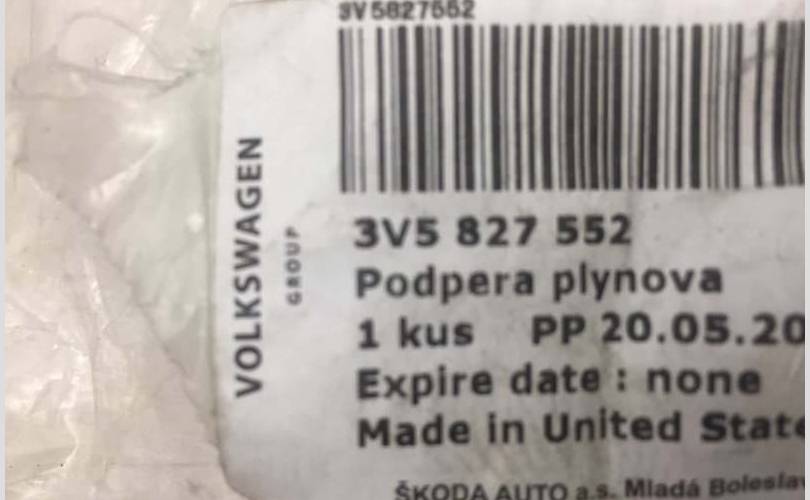 3V5827552
VOLKSWAGEN
GROUP
3V5 827 552
Podpera plynova
1 kus PP 20.05.20
Expire date : none
Made in United State
ŠKODA AUTO a.s. Mladá Boleslav